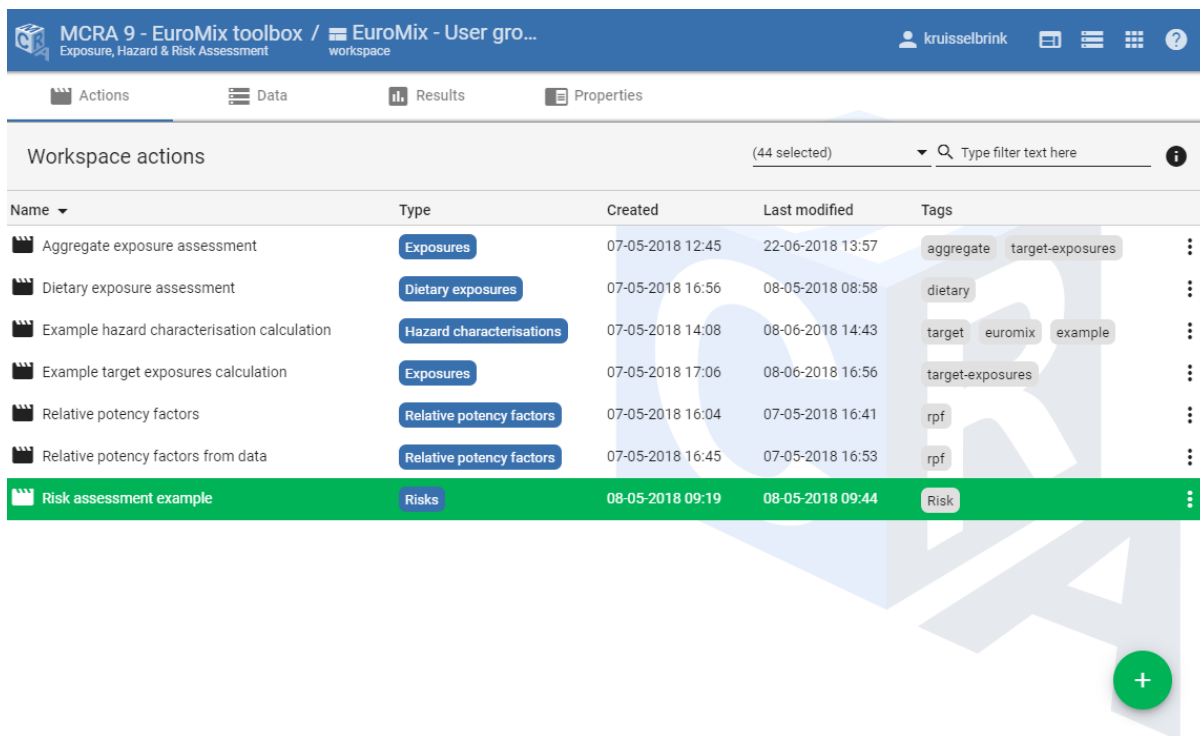 MCRA 9 - EuroMix toolbox / EuroMix - User gro...
Exposure, Hazard & Risk Assessment workspace
kruisselbrink
Actions Data Results Properties
Workspace actions
(44 selected) Type filter text here
Name Type Created Last modified Tags
Aggregate exposure assessment Exposures 07-05-2018 12:45 22-06-2018 13:57 aggregate target-exposures
Dietary exposure assessment Dietary exposures 07-05-2018 16:56 08-05-2018 08:58 dietary
Example hazard characterisation calculation Hazard characterisations 07-05-2018 14:08 08-06-2018 14:43 target euromix example
Example target exposures calculation Exposures 07-05-2018 17:06 08-06-2018 16:56 target-exposures
Relative potency factors Relative potency factors 07-05-2018 16:04 07-05-2018 16:41 rpf
Relative potency factors from data Relative potency factors 07-05-2018 16:45 07-05-2018 16:53 rpf
Risk assessment example Risks 08-05-2018 09:19 08-05-2018 09:44 Risk
CRA